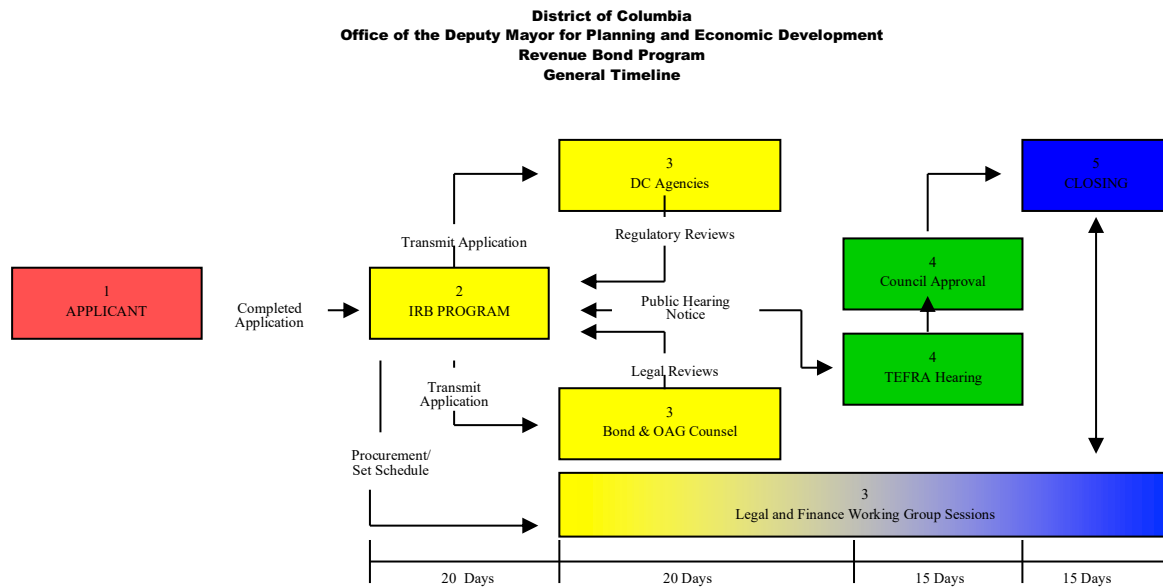 District of Columbia
Office of the Deputy Mayor for Planning and Economic Development
Revenue Bond Program
General Timeline
3
DC Agencies
5
CLOSING
Transmit Application
Regulatory Reviews
4
Council Approval
1
APPLICANT
Completed
Application
2
IRB PROGRAM
Public Hearing
Notice
4
TEFRA Hearing
Transmit
Application
Legal Reviews
3
Bond & OAG Counsel
Procurement/
Set Schedule
3
Legal and Finance Working Group Sessions
20 Days
20 Days
15 Days
15 Days